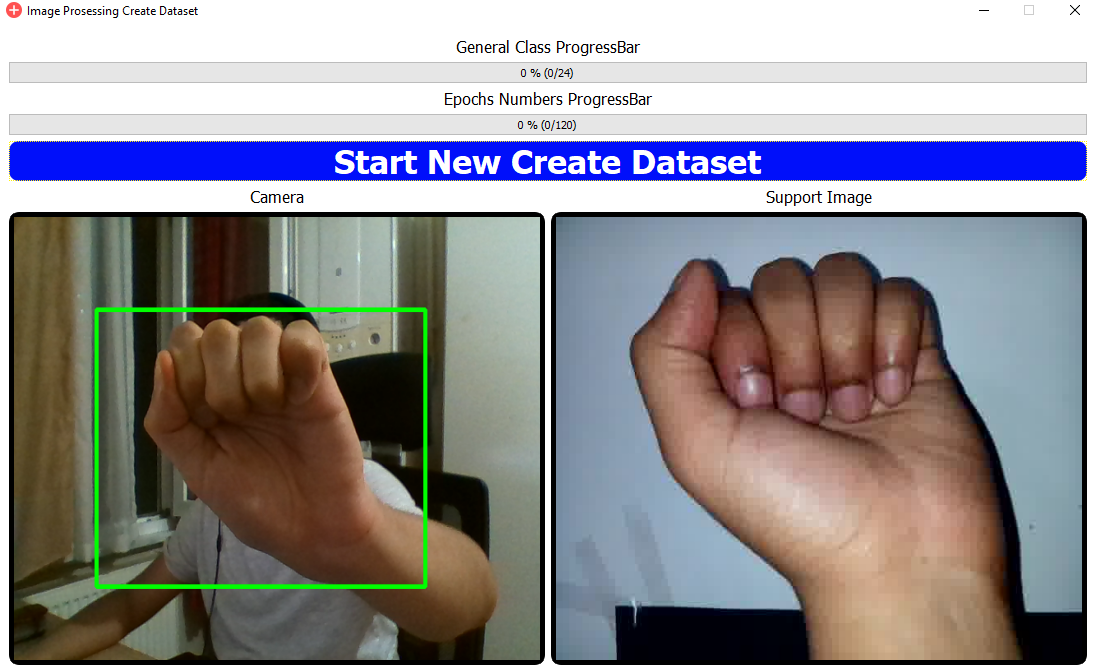 Image Prosessing Create Dataset
General Class ProgressBar
0 % (0/24)
Epochs Numbers ProgressBar
0 % (0/120)
Start New Create Dataset
Camera
Support Image